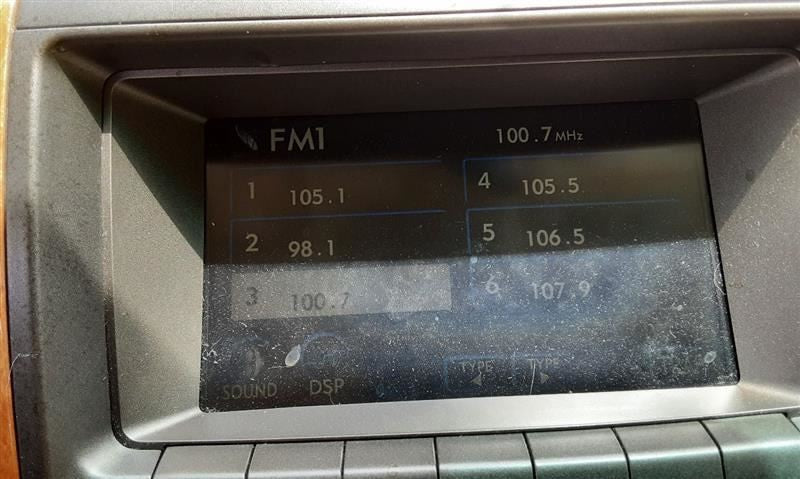 FM1 100.7 MHz
1 105.1 4 105.5
2 98.1 5 106.5
3 100.7 6 107.9
SOUND DSP TYPE ◄ TYPE ►